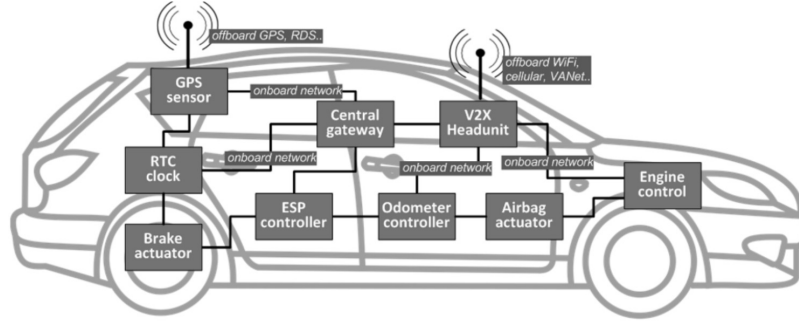 offboard GPS, RDS..
offboard WiFi,
cellular, VANet..
GPS
sensor
onboard network
Central
gateway
V2X
Headunit
RTC
clock
onboard network
onboard network
onboard network
Engine
control
ESP
controller
Odometer
controller
Airbag
actuator
Brake
actuator